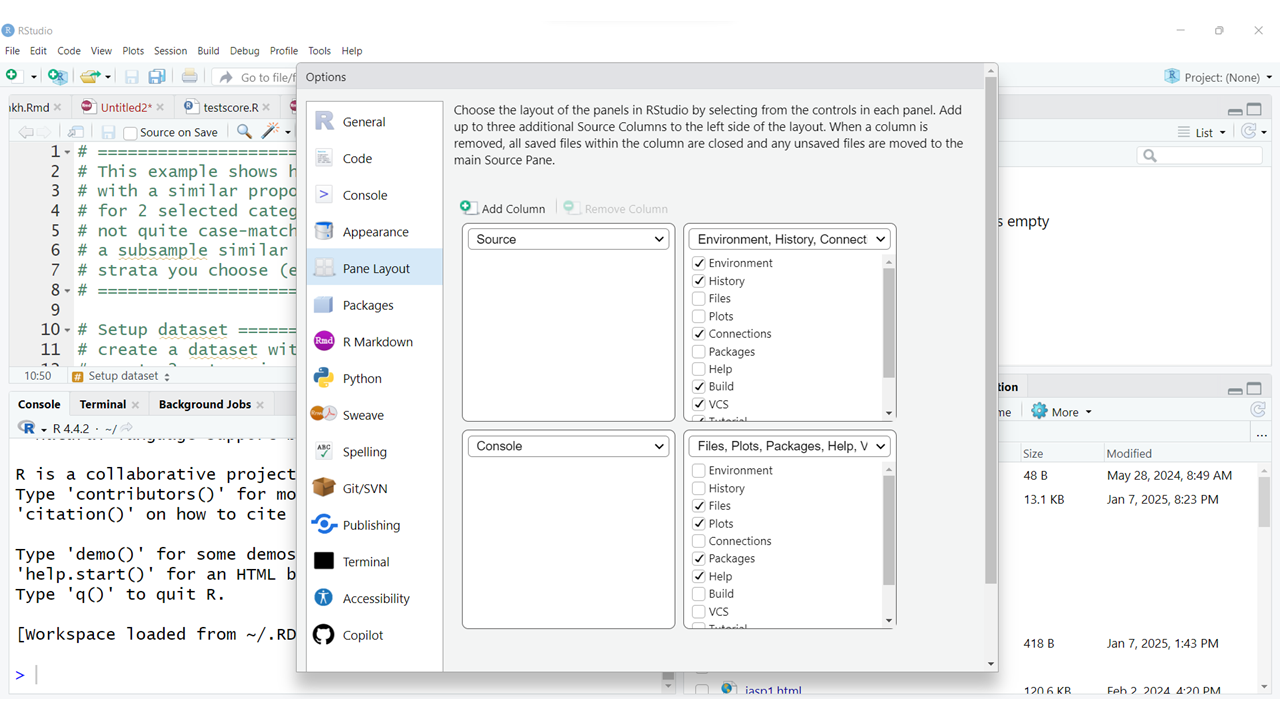 RStudio
File Edit Code View Plots Session Build Debug Profile Tools Help
Go to file/f
Project: (None)
Options
kh.Rmd
Untitled2*
testscore.R
Source on Save
1 # =====================
2 # This example shows h
3 # with a similar propo
4 # for 2 selected categ
5 # not quite case-match
6 # a subsample similar
7 # strata you choose (e
8 # =====================
9
10 # Setup dataset ======
11 # create a dataset wit
10:50 Setup dataset
Console Terminal Background Jobs
R 4.4.2 · ~/
R is a collaborative project
Type 'contributors()' for mo
'citation()' on how to cite
Type 'demo()' for some demos
'help.start()' for an HTML b
Type 'q()' to quit R.
[Workspace loaded from ~/.RD
>
General
Code
Console
Appearance
Pane Layout
Packages
Rmd R Markdown
Python
Sweave
ABC Spelling
Git/SVN
Publishing
Terminal
Accessibility
Copilot
Choose the layout of the panels in RStudio by selecting from the controls in each panel. Add
up to three additional Source Columns to the left side of the layout. When a column is
removed, all saved files within the column are closed and any unsaved files are moved to the
main Source Pane.
Add Column Remove Column
Source
Environment, History, Connect
Environment
History
Files
Plots
Connections
Packages
Help
Build
VCS
Tutorial
Console
Files, Plots, Packages, Help, V
Environment
History
Files
Plots
Connections
Packages
Help
Build
VCS
Tutorial
List
s empty
tion
me More
...
Size Modified
48 B May 28, 2024, 8:49 AM
13.1 KB Jan 7, 2025, 8:23 PM
418 B Jan 7, 2025, 1:43 PM
jasp1.html 120.6 KB Feb 2, 2024, 4:20 PM